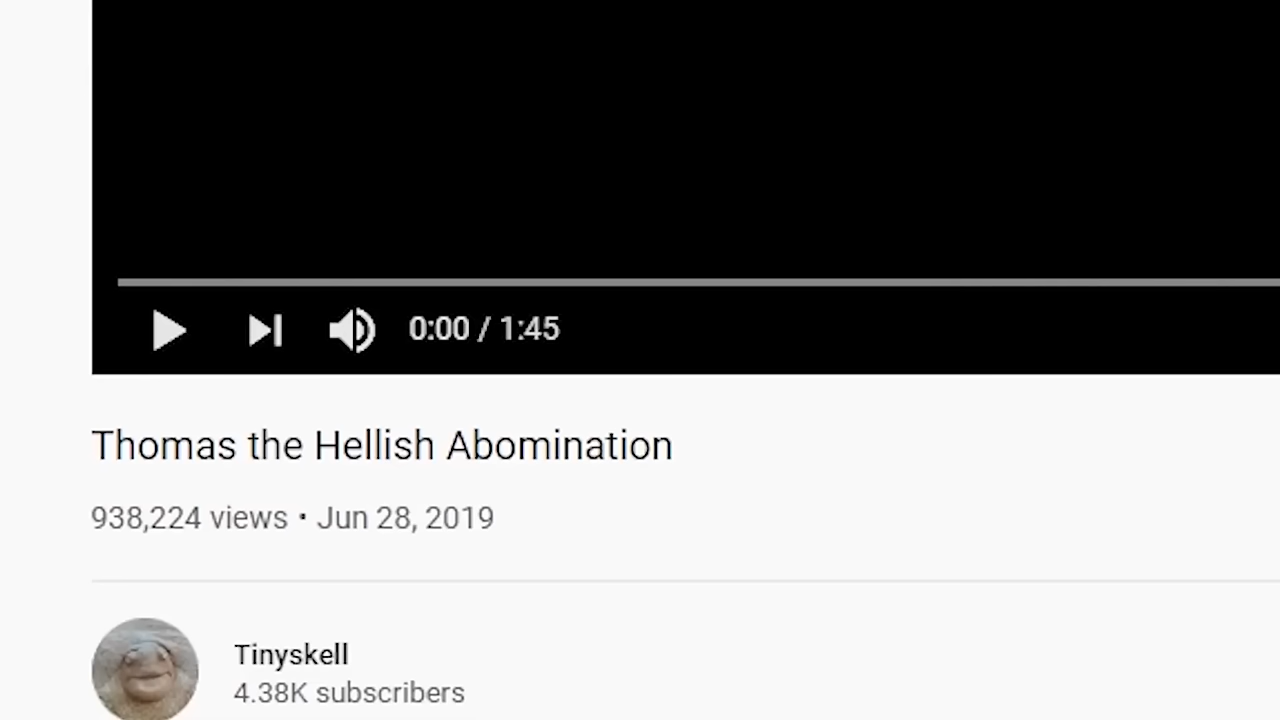 0:00 / 1:45
Thomas the Hellish Abomination
938,224 views • Jun 28, 2019
Tinyskell
4.38K subscribers